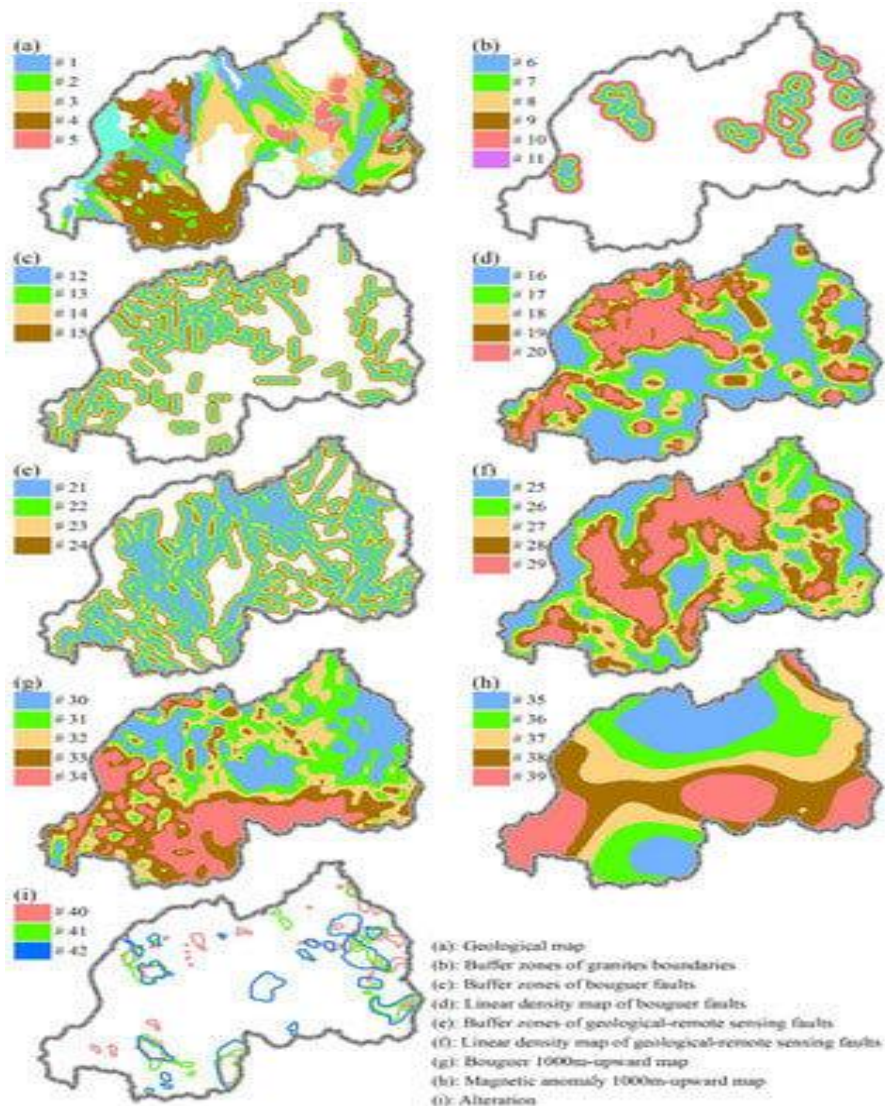 (a)
# 1
# 2
# 3
# 4
# 5
(b)
# 6
# 7
# 8
# 9
# 10
# 11
(c)
# 12
# 13
# 14
# 15
(d)
# 16
# 17
# 18
# 19
# 20
(e)
# 21
# 22
# 23
# 24
(f)
# 25
# 26
# 27
# 28
# 29
(g)
# 30
# 31
# 32
# 33
# 34
(h)
# 35
# 36
# 37
# 38
# 39
(i)
# 40
# 41
# 42
(a): Geological map
(b): Buffer zones of granites boundaries
(c): Buffer zones of bouguer faults
(d): Linear density map of bouguer faults
(e): Buffer zones of geological-remote sensing faults
(f): Linear density map of geological-remote sensing faults
(g): Bouguer 1000m-upward map
(h): Magnetic anomaly 1000m-upward map
(i): Alteration